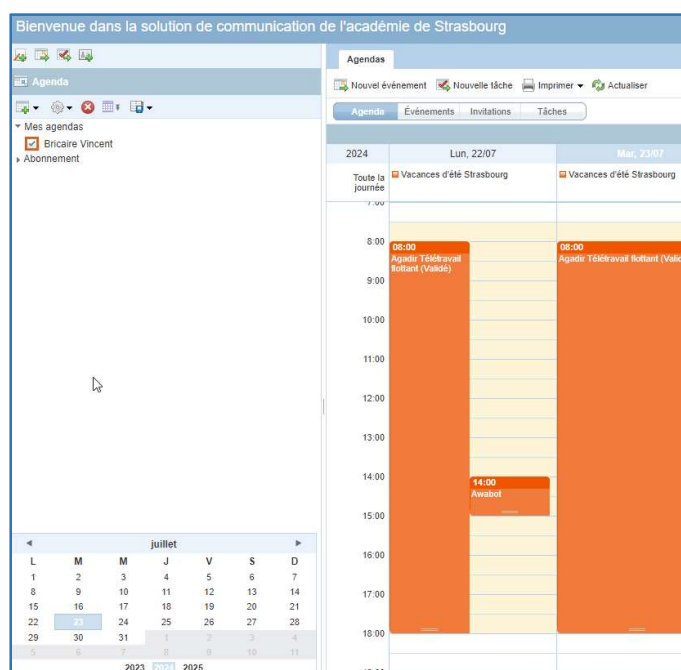 Bienvenue dans la solution de communication de l'académie de Strasbourg
Agenda
Mes agendas
Bricaire Vincent
Abonnement
Agendas
Nouvel événement Nouvelle tâche Imprimer Actualiser
Agenda Événements Invitations Tâches
2024 Lun, 22/07 Mar, 23/07
Toute la journée Vacances d'été Strasbourg Vacances d'été Strasbourg
7:00
8:00 08:00 08:00
Agadir Télétravail Agadir Télétravail flottant (Valid
flottant (Validé)
9:00
10:00
11:00
12:00
13:00
14:00 14:00
Awabot
15:00
16:00
17:00
18:00
juillet
L M M J V S D
1 2 3 4 5 6 7
8 9 10 11 12 13 14
15 16 17 18 19 20 21
22 23 24 25 26 27 28
29 30 31 1 2 3 4
5 6 7 8 9 10 11
2023 2024 2025